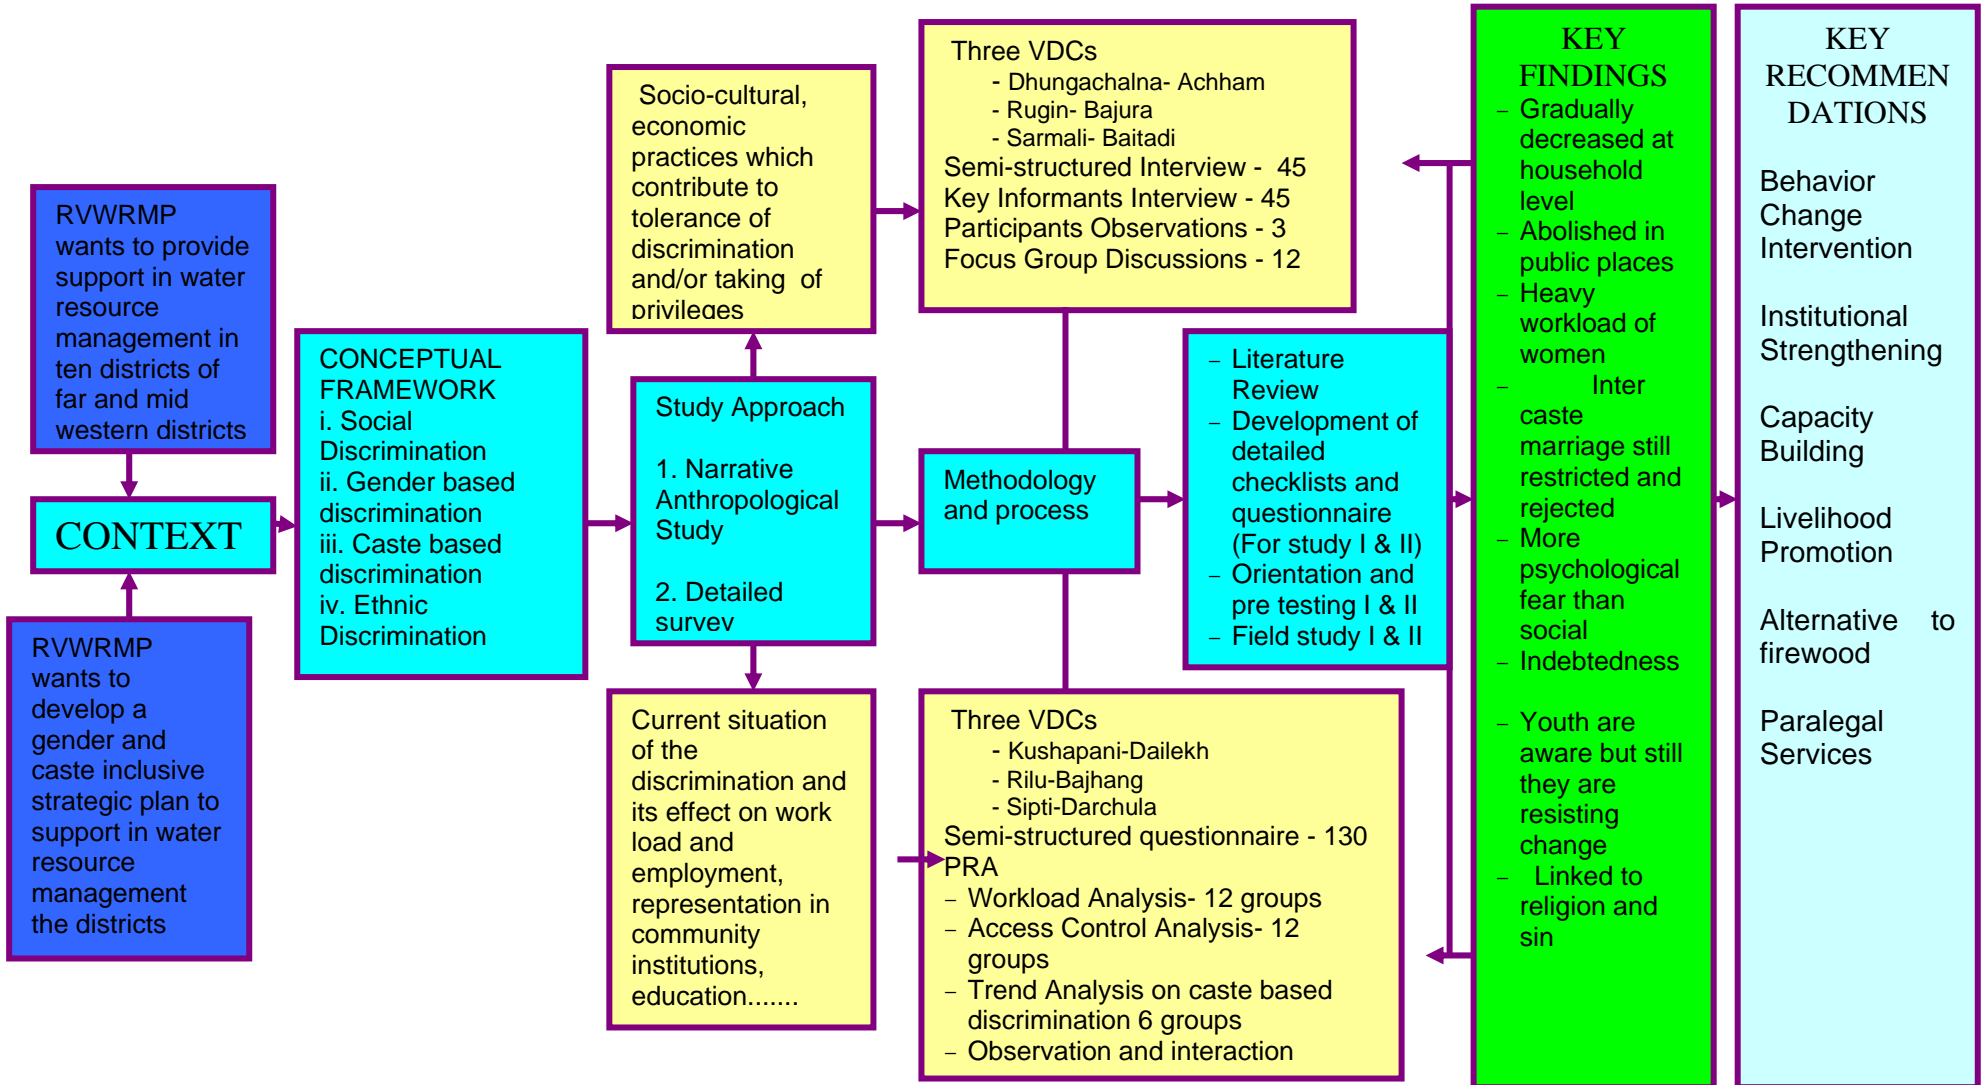 RVWRMP
wants to provide
support in water
resource
management in
ten districts of
far and mid
western districts
CONTEXT
RVWRMP
wants to
develop a
gender and
caste inclusive
strategic plan to
support in water
resource
management
the districts
CONCEPTUAL
FRAMEWORK
i. Social
Discrimination
ii. Gender based
discrimination
iii. Caste based
discrimination
iv. Ethnic
Discrimination
Socio-cultural,
economic
practices which
contribute to
tolerance of
discrimination
and/or taking of
privileges
Study Approach
1. Narrative
Anthropological
Study
2. Detailed
survey
Current situation
of the
discrimination and
its effect on work
load and
employment,
representation in
community
institutions,
education.......
Three VDCs
- Dhungachalna- Achham
- Rugin- Bajura
- Sarmali- Baitadi
Semi-structured Interview - 45
Key Informants Interview - 45
Participants Observations - 3
Focus Group Discussions - 12
Methodology
and process
Three VDCs
- Kushapani-Dailekh
- Rilu-Bajhang
- Sipti-Darchula
Semi-structured questionnaire - 130
PRA
– Workload Analysis- 12 groups
– Access Control Analysis- 12
groups
– Trend Analysis on caste based
discrimination 6 groups
– Observation and interaction
– Literature
Review
– Development of
detailed
checklists and
questionnaire
(For study I & II)
– Orientation and
pre testing I & II
– Field study I & II
KEY
FINDINGS
– Gradually
decreased at
household
level
– Abolished in
public places
– Heavy
workload of
women
– Inter
caste
marriage still
restricted and
rejected
– More
psychological
fear than
social
– Indebtedness
– Youth are
aware but still
they are
resisting
change
– Linked to
religion and
sin
KEY
RECOMMEN
DATIONS
Behavior
Change
Intervention
Institutional
Strengthening
Capacity
Building
Livelihood
Promotion
Alternative to
firewood
Paralegal
Services